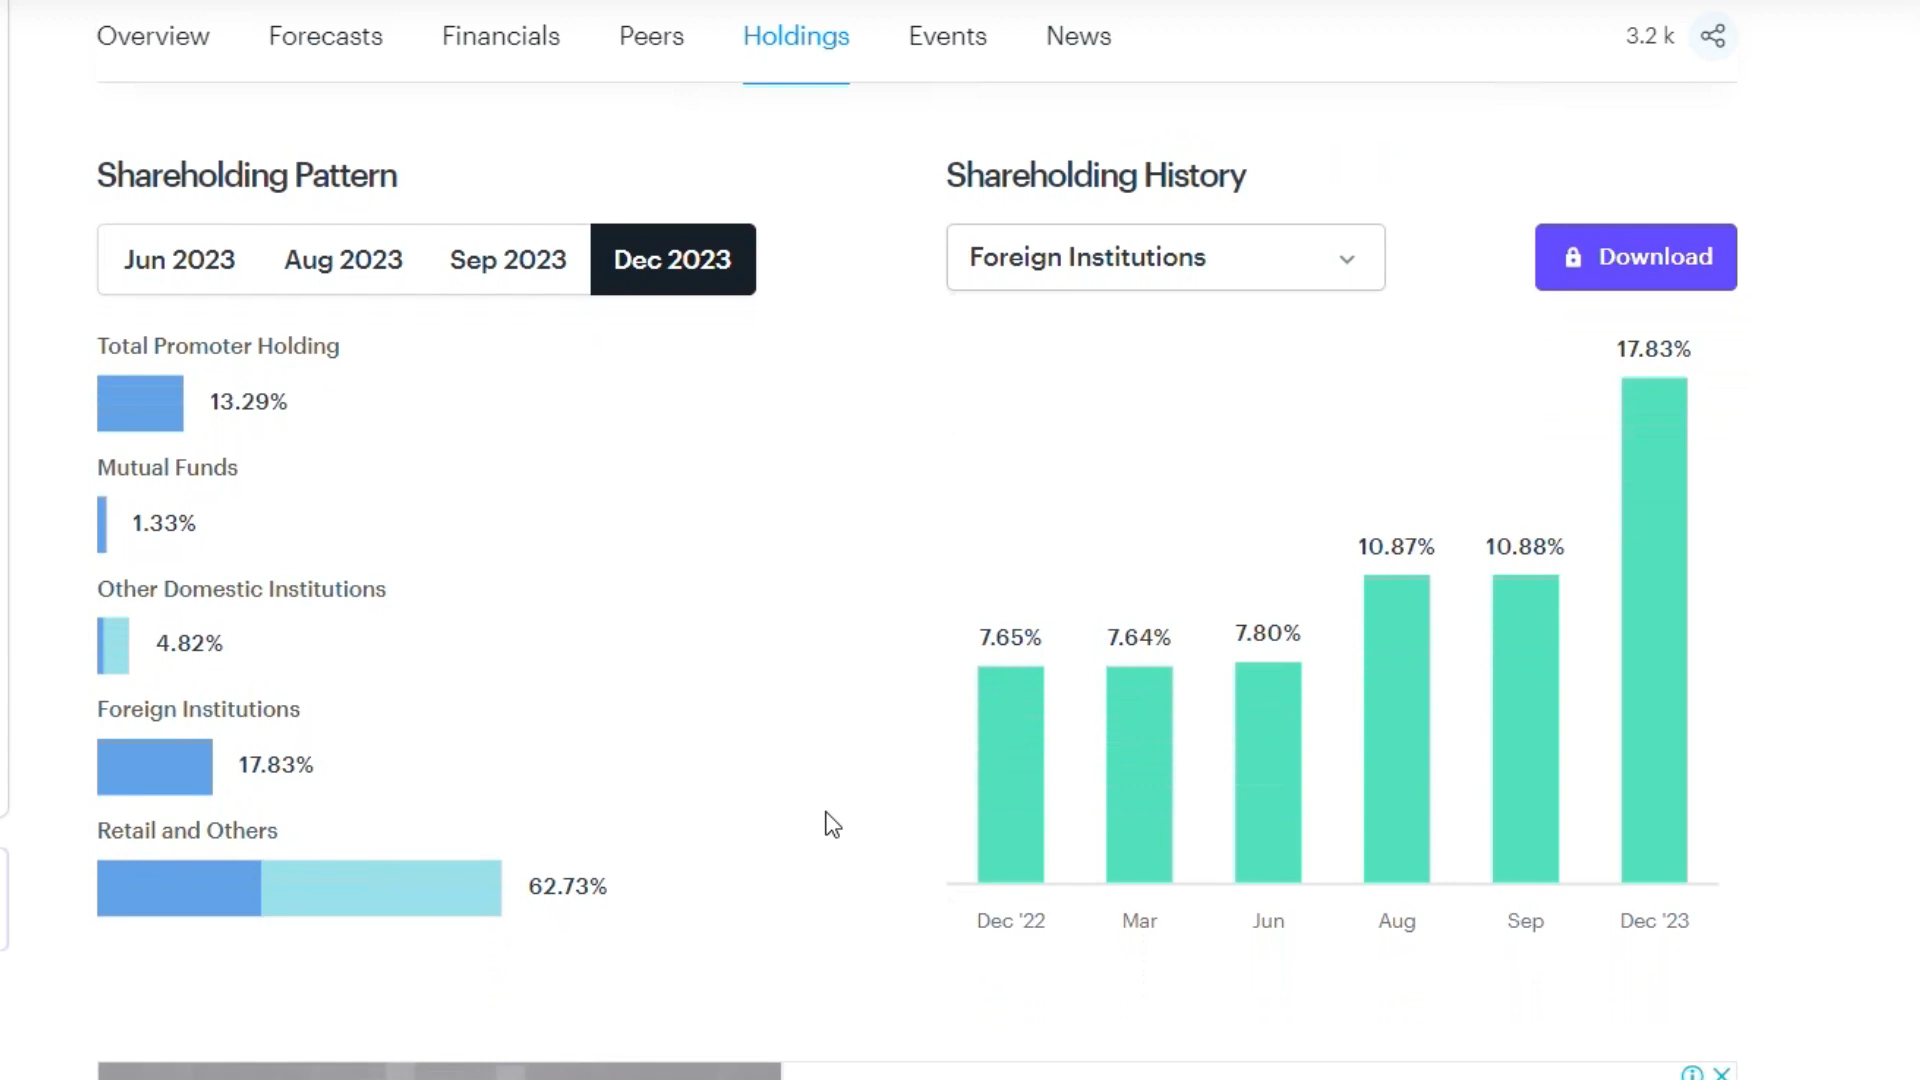 Overview Forecasts Financials Peers Holdings Events News 3.2 k
Shareholding Pattern
Jun 2023 Aug 2023 Sep 2023 Dec 2023
Total Promoter Holding
13.29%
Mutual Funds
1.33%
Other Domestic Institutions
4.82%
Foreign Institutions
17.83%
Retail and Others
62.73%
Shareholding History
Foreign Institutions
Download
7.65% 7.64% 7.80% 10.87% 10.88% 17.83%
Dec '22 Mar Jun Aug Sep Dec '23